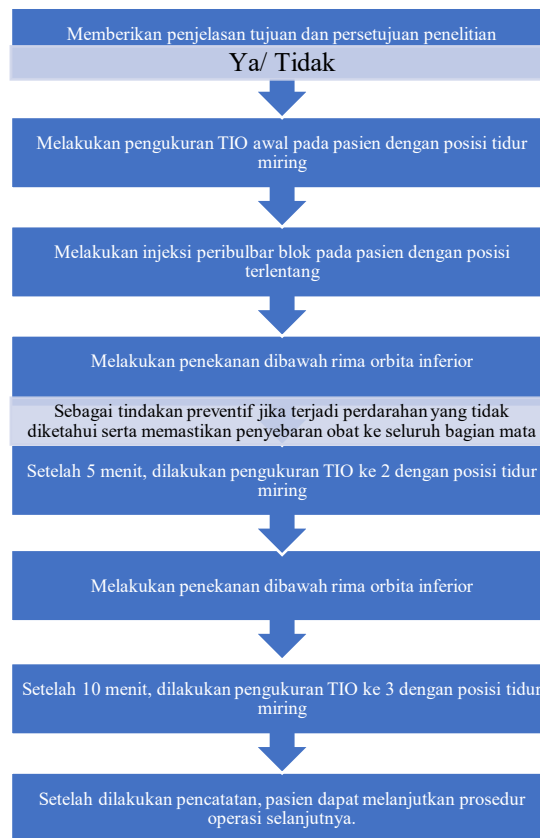 Memberikan penjelasan tujuan dan persetujuan penelitian
Ya/ Tidak
Melakukan pengukuran TIO awal pada pasien dengan posisi tidur
miring
Melakukan injeksi peribulbar blok pada pasien dengan posisi
terlentang
Melakukan penekanan dibawah rima orbita inferior
Sebagai tindakan preventif jika terjadi perdarahan yang tidak
diketahui serta memastikan penyebaran obat ke seluruh bagian mata
Setelah 5 menit, dilakukan pengukuran TIO ke 2 dengan posisi tidur
miring
Melakukan penekanan dibawah rima orbita inferior
Setelah 10 menit, dilakukan pengukuran TIO ke 3 dengan posisi tidur
miring
Setelah dilakukan pencatatan, pasien dapat melanjutkan prosedur
operasi selanjutnya.